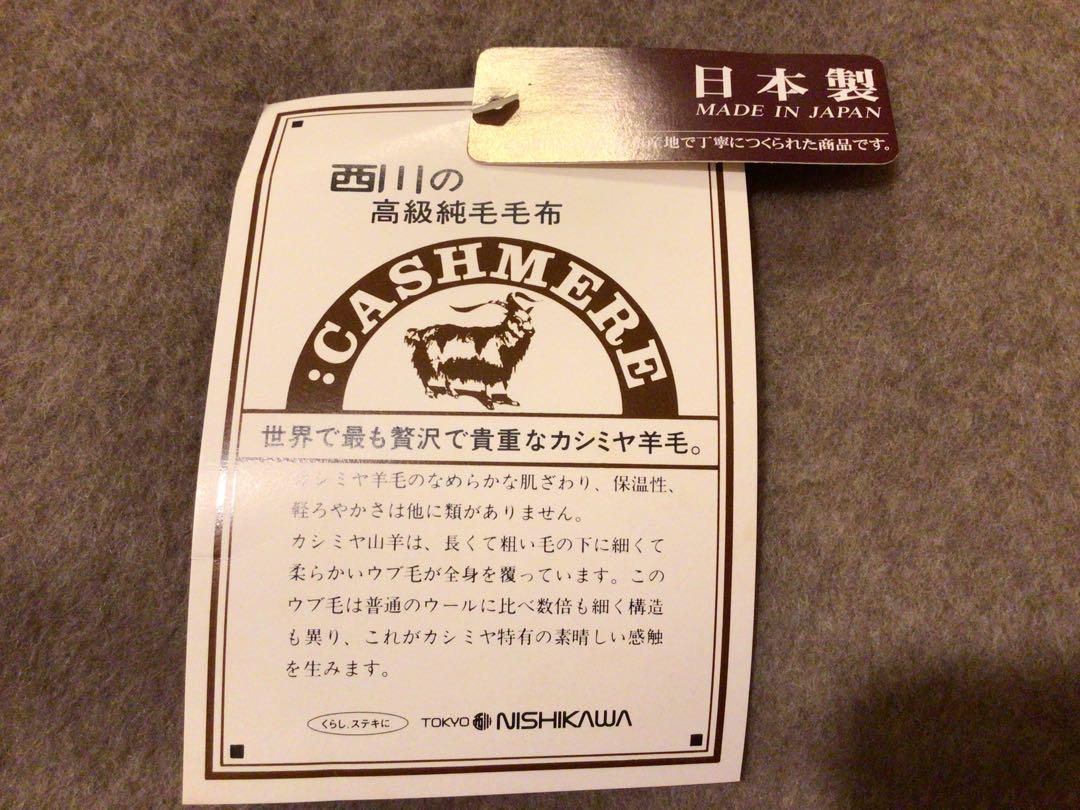 日本製
MADE IN JAPAN
産地で丁寧につくられた商品です。
西川の
高級純毛毛布
:CASHMERE
世界で最も贅沢で貴重なカシミヤ羊毛。
カシミヤ羊毛のなめらかな肌ざわり、保温性、
軽ろやかさは他に類がありません。
カシミヤ山羊は、長くて粗い毛の下に細くて
柔らかいウブ毛が全身を覆っています。この
ウブ毛は普通のウールに比べ数倍も細く構造
も異り、これがカシミヤ特有の素晴しい感触
を生みます。
くらし、ステキに TOKYO 西川 NISHIKAWA